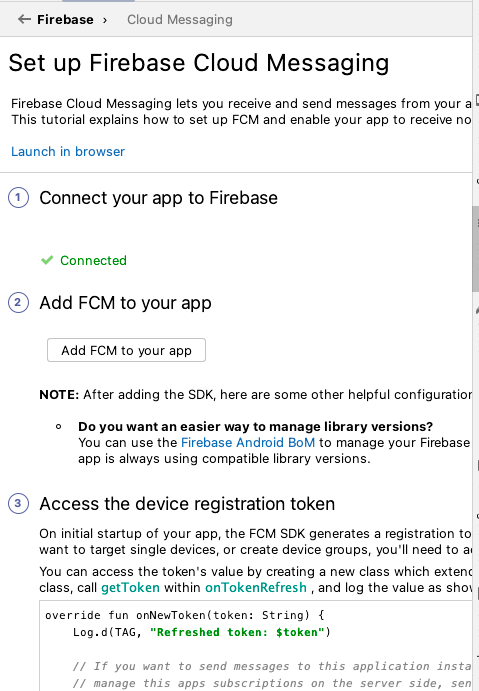 Firebase › Cloud Messaging
Set up Firebase Cloud Messaging
Firebase Cloud Messaging lets you receive and send messages from your a
This tutorial explains how to set up FCM and enable your app to receive no
Launch in browser
1 Connect your app to Firebase
Connected
2 Add FCM to your app
Add FCM to your app
NOTE: After adding the SDK, here are some other helpful configuration
Do you want an easier way to manage library versions?
You can use the Firebase Android BoM to manage your Firebase
app is always using compatible library versions.
3 Access the device registration token
On initial startup of your app, the FCM SDK generates a registration to
want to target single devices, or create device groups, you'll need to a
You can access the token's value by creating a new class which extend
class, call getToken within onTokenRefresh , and log the value as show
override fun onNewToken(token: String) {
Log.d(TAG, "Refreshed token: $token")
// If you want to send messages to this application insta
// manage this apps subscriptions on the server side, sen